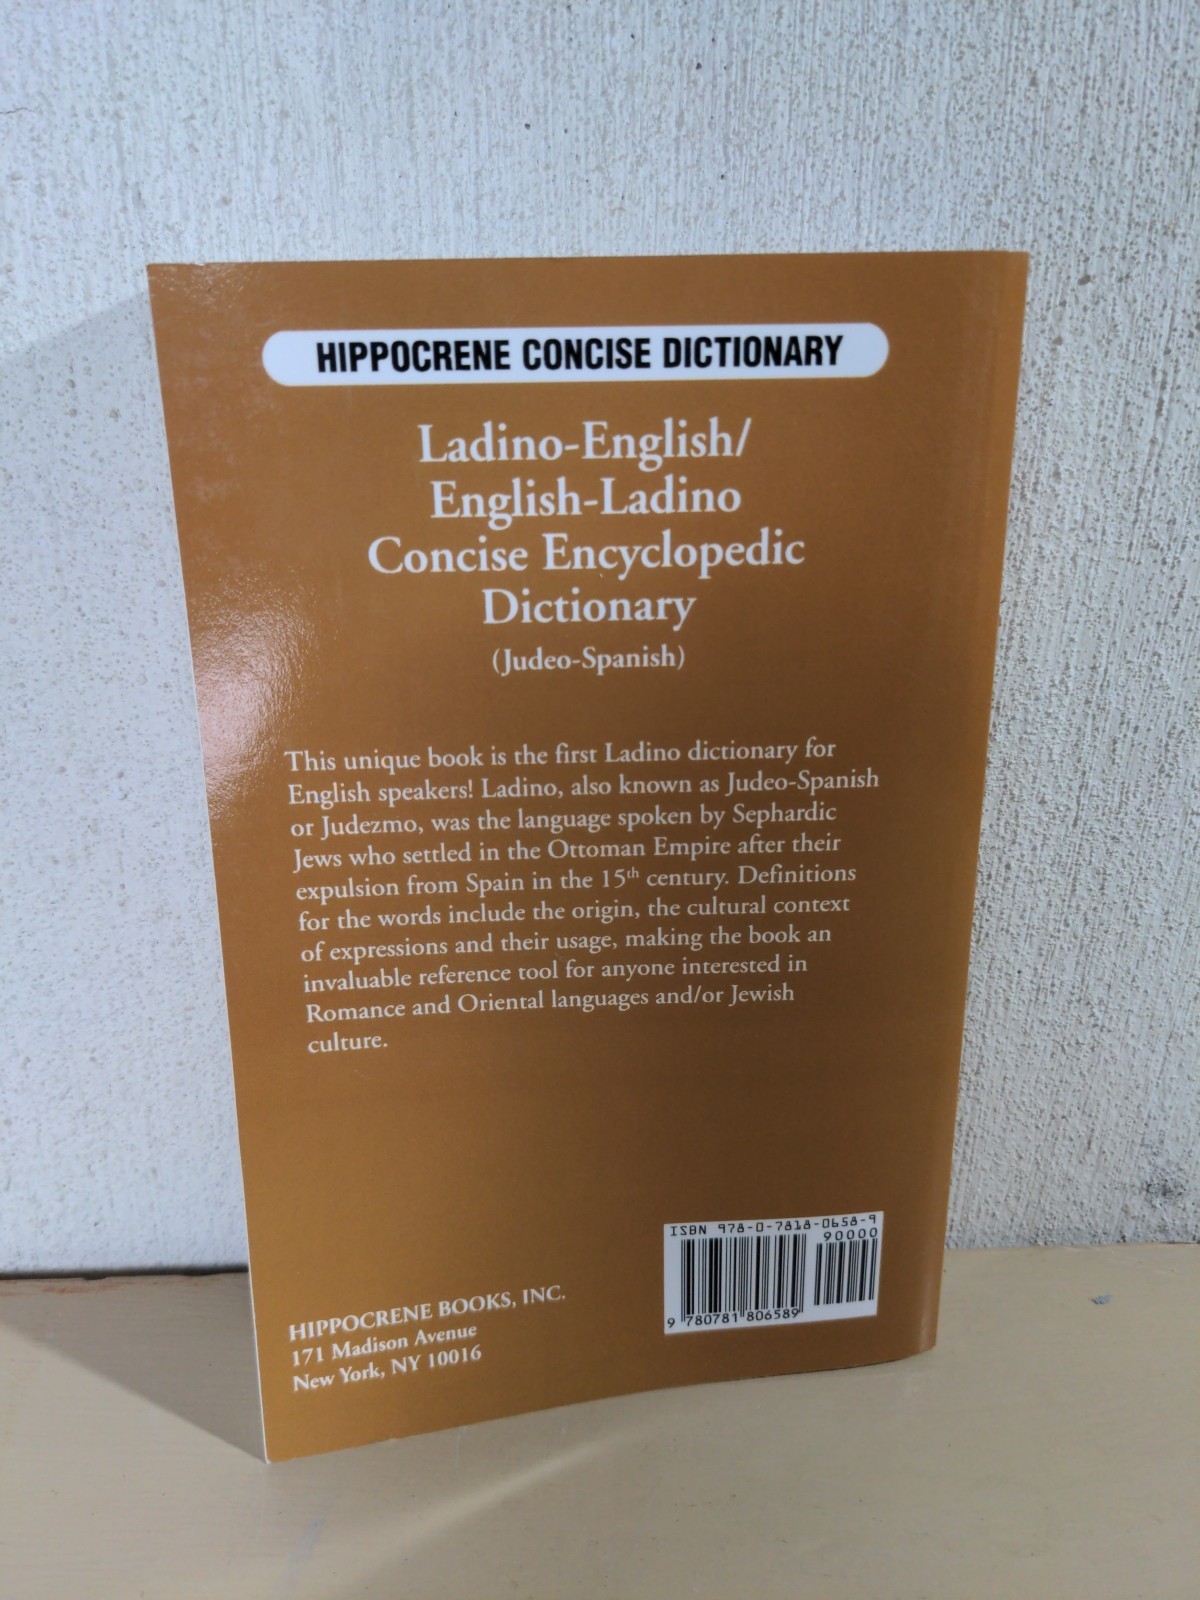 HIPPOCRENE CONCISE DICTIONARY
Ladino-English/
English-Ladino
Concise Encyclopedic
Dictionary
(Judeo-Spanish)
This unique book is the first Ladino dictionary for
English speakers! Ladino, also known as Judeo-Spanish
or Judezmo, was the language spoken by Sephardic
Jews who settled in the Ottoman Empire after their
expulsion from Spain in the 15th century. Definitions
for the words include the origin, the cultural context
of expressions and their usage, making the book an
invaluable reference tool for anyone interested in
Romance and Oriental languages and/or Jewish
culture.
HIPPOCRENE BOOKS, INC.
171 Madison Avenue
New York, NY 10016
ISBN 978-0-7818-0658-9
90000
9 780781 806589